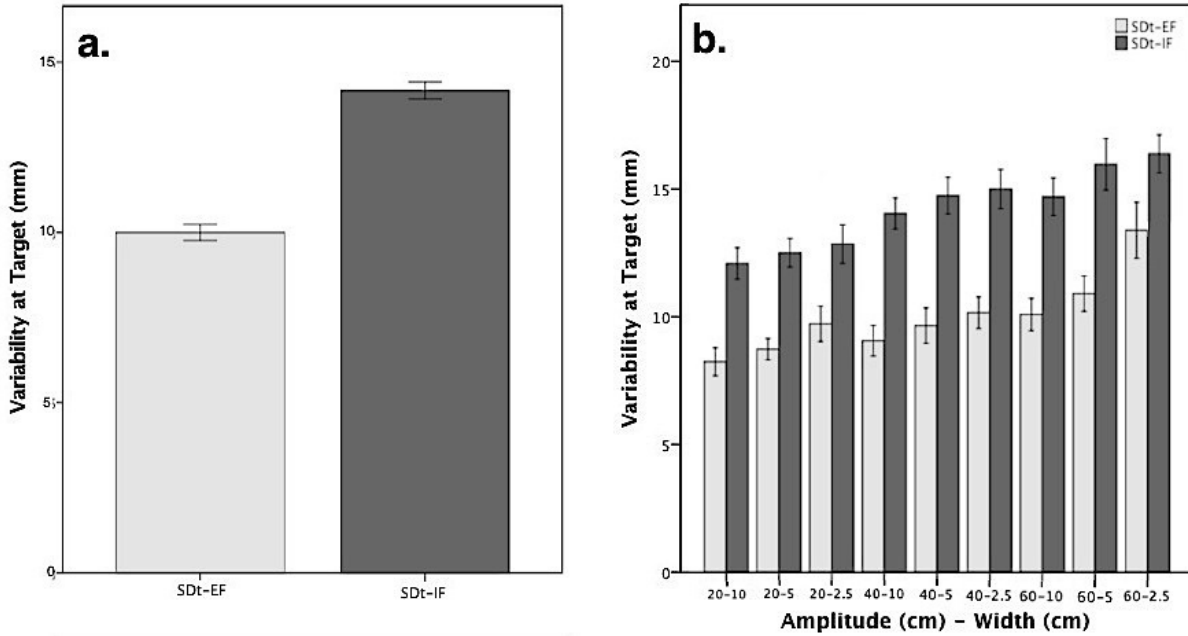 a.
Variability at Target (mm)
15
10
5
0
SDt-EF
SDt-IF
b.
SDt-EF
SDt-IF
Variability at Target (mm)
20
15
10
5
0
20-10
20-5
20-2.5
40-10
40-5
40-2.5
60-10
60-5
60-2.5
Amplitude (cm) - Width (cm)